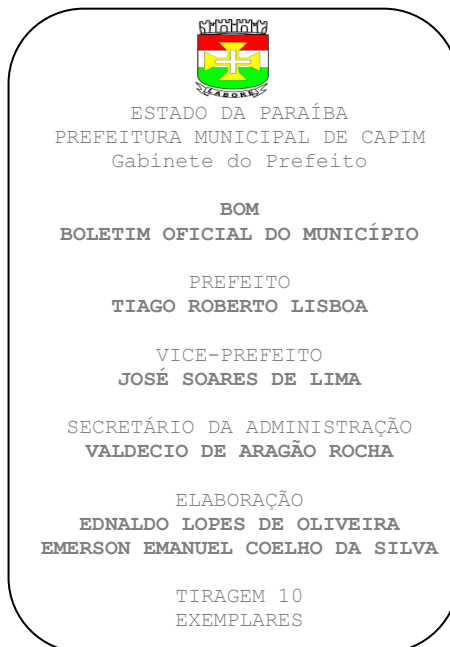 LABORE
ESTADO DA PARAÍBA
PREFEITURA MUNICIPAL DE CAPIM
Gabinete do Prefeito
BOM
BOLETIM OFICIAL DO MUNICÍPIO
PREFEITO
TIAGO ROBERTO LISBOA
VICE-PREFEITO
JOSÉ SOARES DE LIMA
SECRETÁRIO DA ADMINISTRAÇÃO
VALDECIO DE ARAGÃO ROCHA
ELABORAÇÃO
EDNALDO LOPES DE OLIVEIRA
EMERSON EMANUEL COELHO DA SILVA
TIRAGEM 10
EXEMPLARES